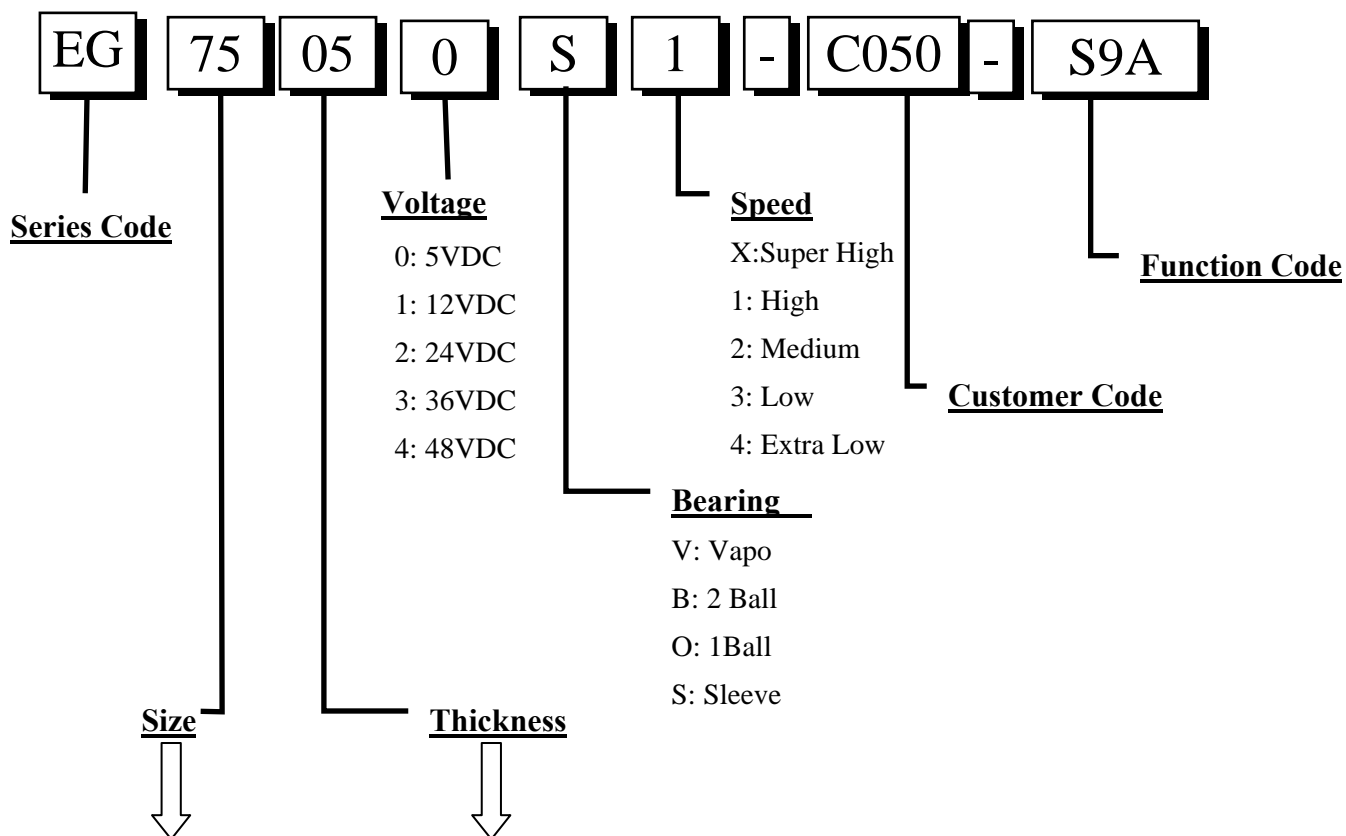 EG 75 05 0 S 1 - C050 - S9A
Series Code
Voltage
0: 5VDC
1: 12VDC
2: 24VDC
3: 36VDC
4: 48VDC
Speed
X:Super High
1: High
2: Medium
3: Low
4: Extra Low
Function Code
Customer Code
Bearing
V: Vapo
B: 2 Ball
O: 1Ball
S: Sleeve
Size
Thickness